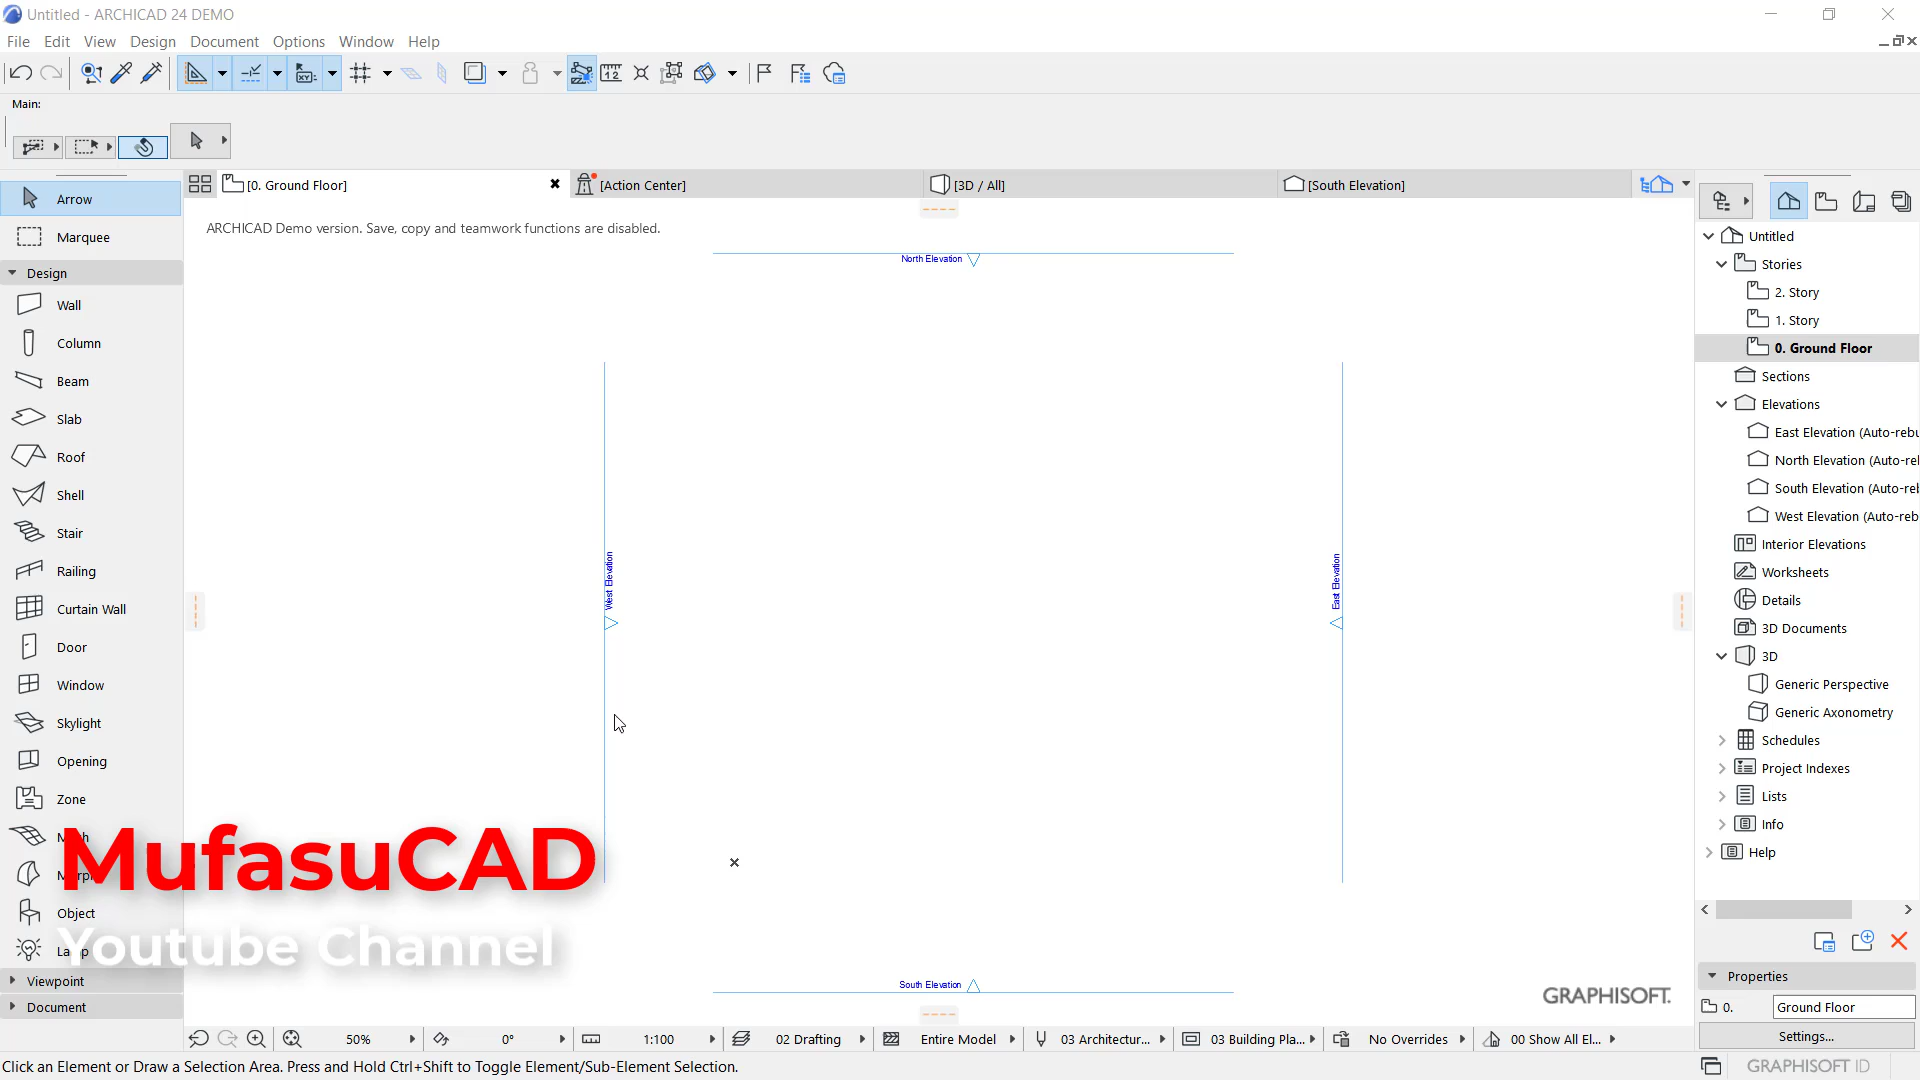 Untitled - ARCHICAD 24 DEMO
File Edit View Design Document Options Window Help
Main:
Arrow
Marquee
Design
Wall
Column
Beam
Slab
Roof
Shell
Stair
Railing
Curtain Wall
Door
Window
Skylight
Opening
Zone
Object
Viewpoint
Document
[0. Ground Floor]
[Action Center]
[3D / All]
[South Elevation]
ARCHICAD Demo version. Save, copy and teamwork functions are disabled.
North Elevation
West Elevation
East Elevation
South Elevation
MufasuCAD
Youtube Channel
GRAPHISOFT.
Untitled
Stories
2. Story
1. Story
0. Ground Floor
Sections
Elevations
East Elevation (Auto-rebu
North Elevation (Auto-rel
South Elevation (Auto-reb
West Elevation (Auto-reb
Interior Elevations
Worksheets
Details
3D Documents
3D
Generic Perspective
Generic Axonometry
Schedules
Project Indexes
Lists
Info
Help
Properties
0. Ground Floor
Settings...
50% 0° 1:100 02 Drafting Entire Model 03 Architectur... 03 Building Pla... No Overrides 00 Show All El...
Click an Element or Draw a Selection Area. Press and Hold Ctrl+Shift to Toggle Element/Sub-Element Selection.
GRAPHISOFT ID